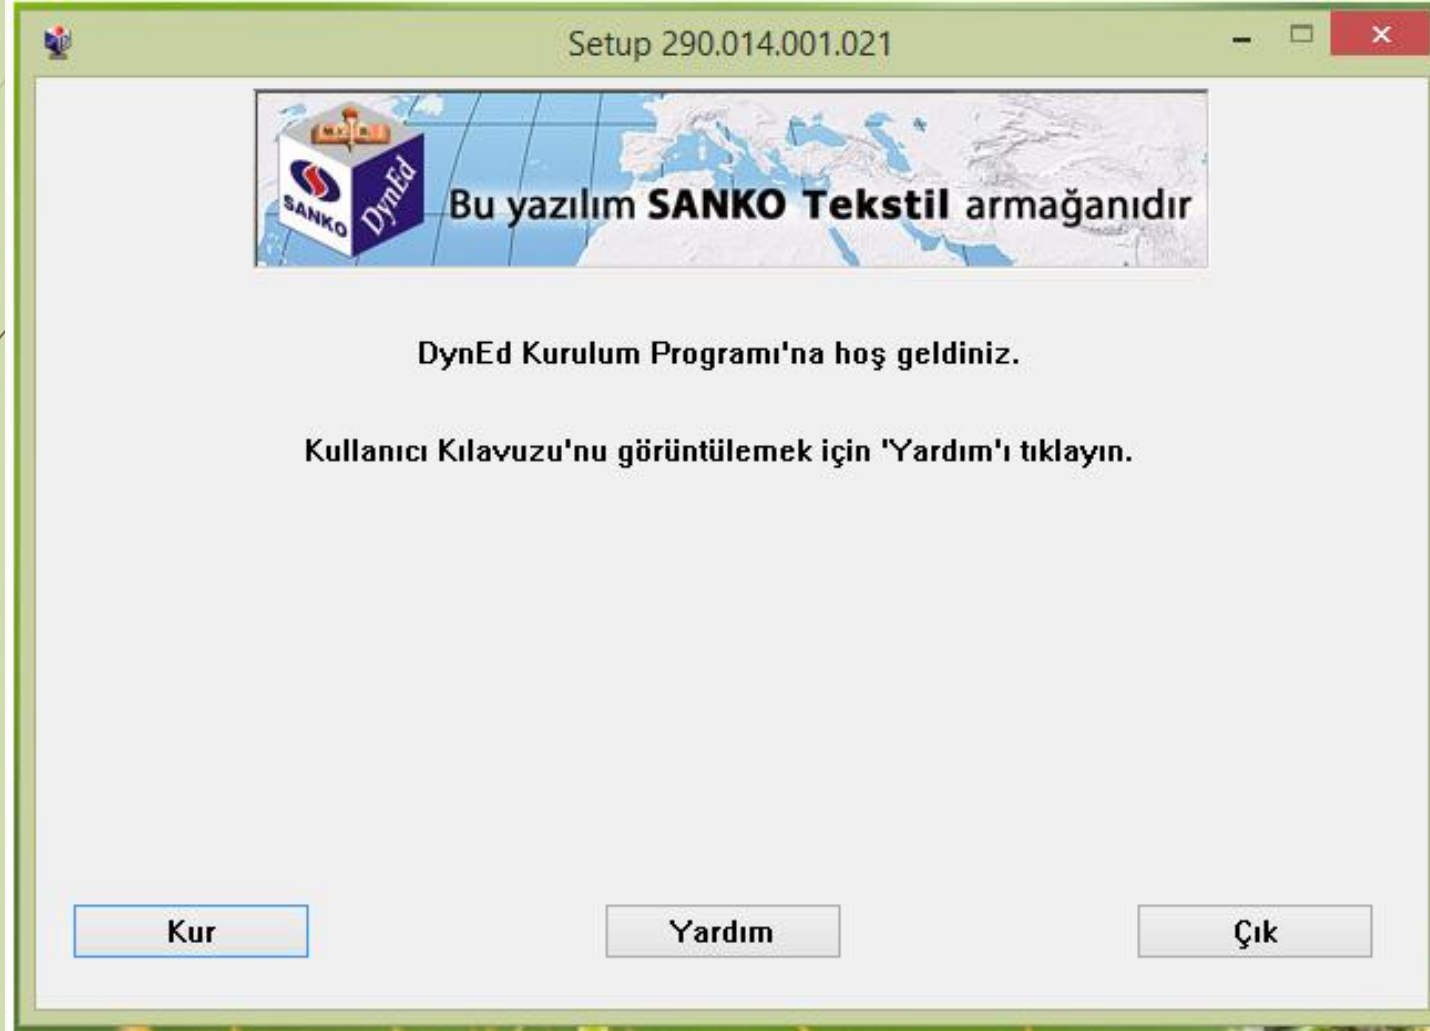 Setup 290.014.001.021
M.E.B.
SANKO
DynEd
Bu yazılım SANKO Tekstil armağanıdır
DynEd Kurulum Programı'na hoş geldiniz.
Kullanıcı Kılavuzu'nu görüntülemek için 'Yardım'ı tıklayın.
Kur
Yardım
Çık